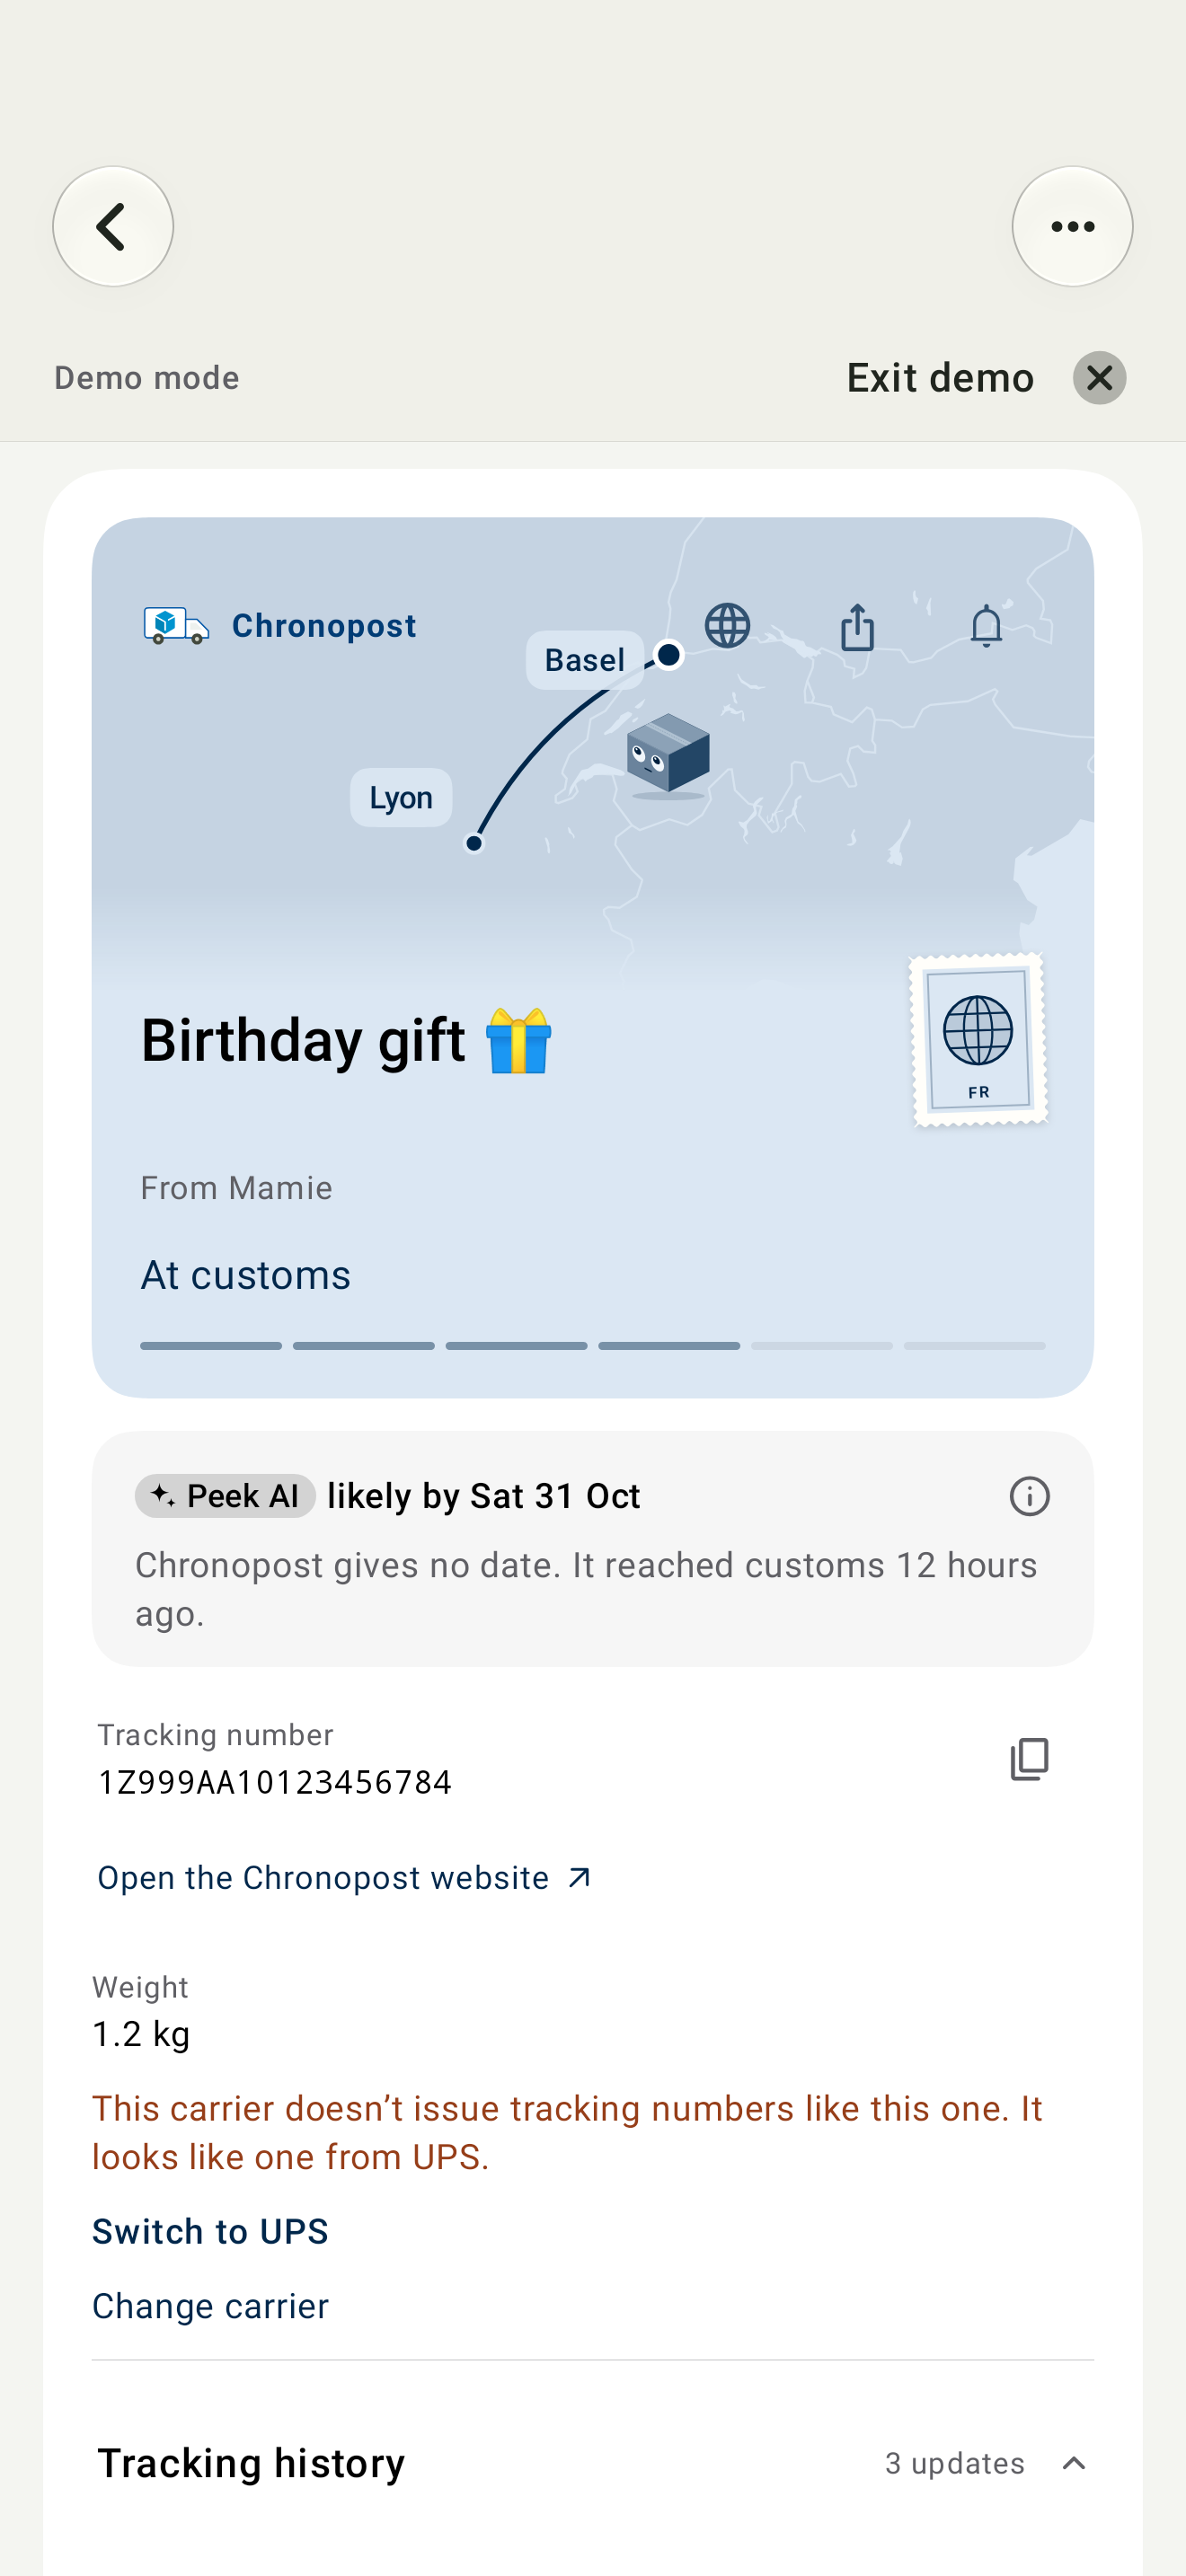 Demo mode
Exit demo
Chronopost
Basel
Lyon
Birthday gift 🎁
FR
From Mamie
At customs
Peek AI likely by Sat 31 Oct
Chronopost gives no date. It reached customs 12 hours
ago.
Tracking number
1Z999AA10123456784
Open the Chronopost website
Weight
1.2 kg
This carrier doesn’t issue tracking numbers like this one. It
looks like one from UPS.
Switch to UPS
Change carrier
Tracking history
3 updates